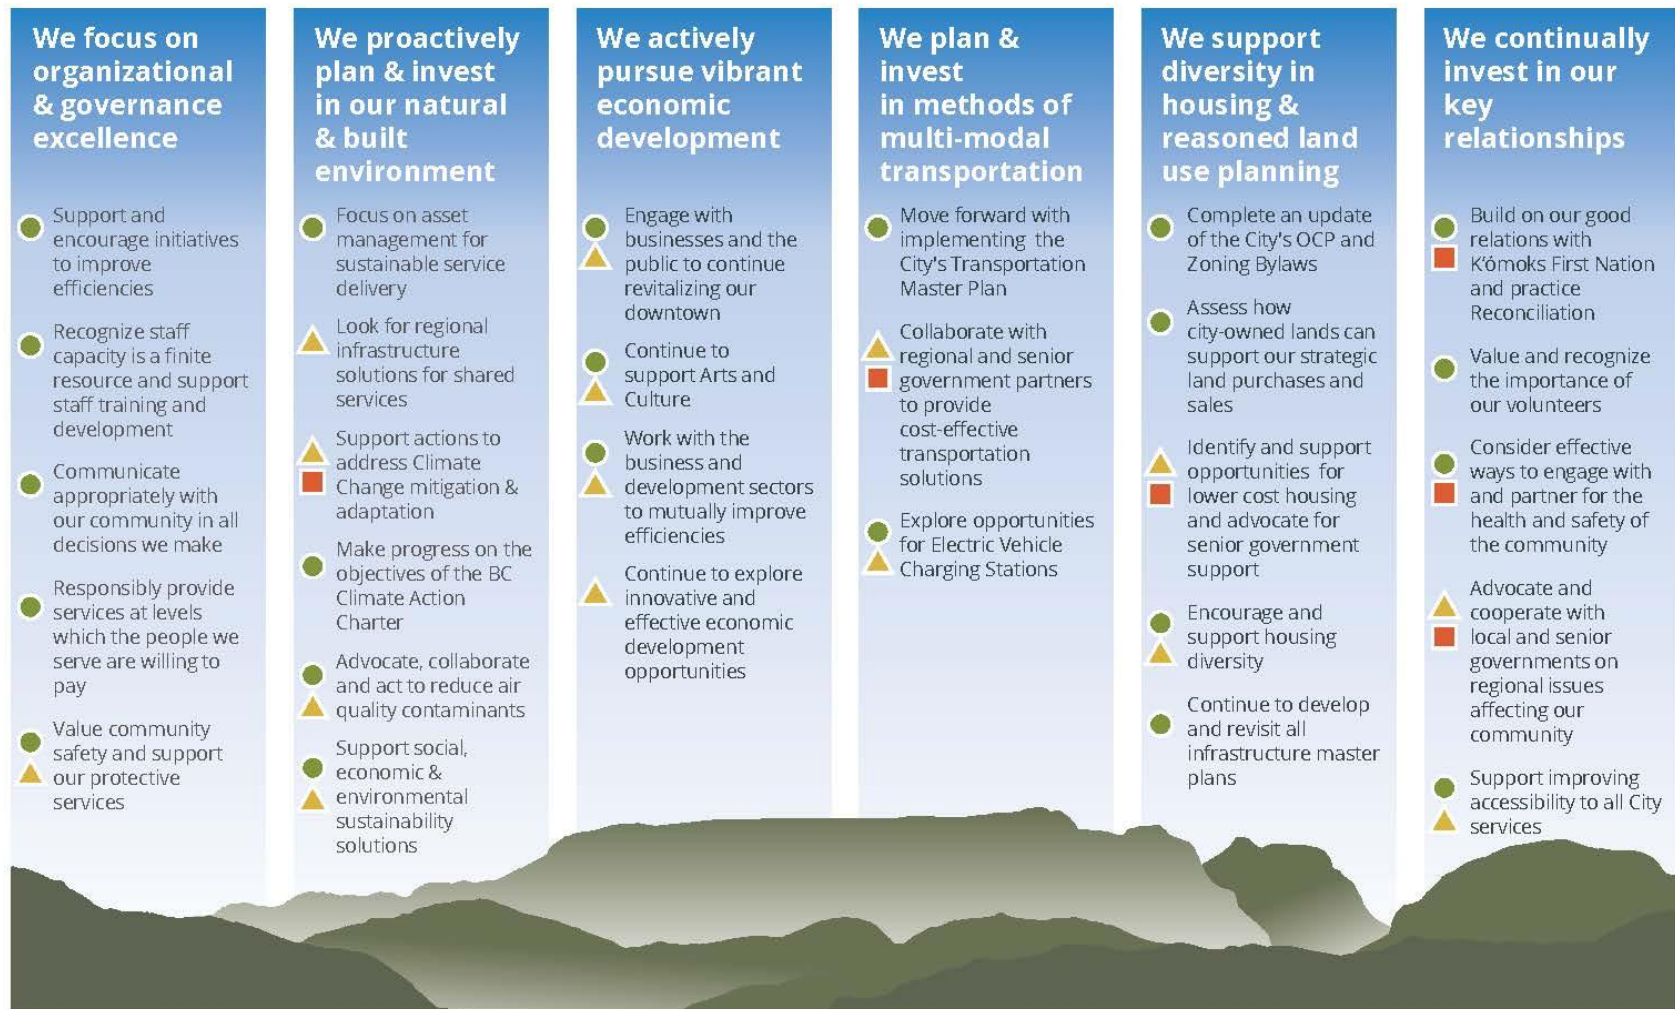 We focus on
organizational
& governance
excellence
Support and
encourage initiatives
to improve
efficiencies
Recognize staff
capacity is a finite
resource and support
staff training and
development
Communicate
appropriately with
our community in all
decisions we make
Responsibly provide
services at levels
which the people we
serve are willing to
pay
Value community
safety and support
our protective
services
We proactively
plan & invest
in our natural
& built
environment
Focus on asset
management for
sustainable service
delivery
Look for regional
infrastructure
solutions for shared
services
Support actions to
address Climate
Change mitigation &
adaptation
Make progress on the
objectives of the BC
Climate Action
Charter
Advocate, collaborate
and act to reduce air
quality contaminants
Support social,
economic &
environmental
sustainability
solutions
We actively
pursue vibrant
economic
development
Engage with
businesses and the
public to continue
revitalizing our
downtown
Continue to
support Arts and
Culture
Work with the
business and
development sectors
to mutually improve
efficiencies
Continue to explore
innovative and
effective economic
development
opportunities
We plan &
invest
in methods of
multi-modal
transportation
Move forward with
implementing the
City's Transportation
Master Plan
Collaborate with
regional and senior
government partners
to provide
cost-effective
transportation
solutions
Explore opportunities
for Electric Vehicle
Charging Stations
We support
diversity in
housing &
reasoned land
use planning
Complete an update
of the City's OCP and
Zoning Bylaws
Assess how
city-owned lands can
support our strategic
land purchases and
sales
Identify and support
opportunities for
lower cost housing
and advocate for
senior government
support
Encourage and
support housing
diversity
Continue to develop
and revisit all
infrastructure master
plans
We continually
invest in our
key
relationships
Build on our good
relations with
K'ómoks First Nation
and practice
Reconciliation
Value and recognize
the importance of
our volunteers
Consider effective
ways to engage with
and partner for the
health and safety of
the community
Advocate and
cooperate with
local and senior
governments on
regional issues
affecting our
community
Support improving
accessibility to all City
services